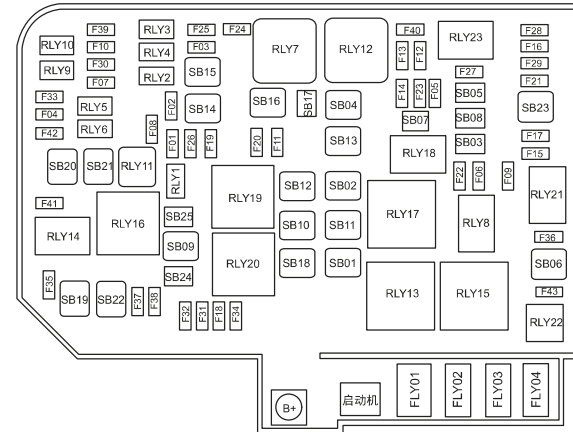 F39 RLY3 F25 F24 F40 RLY23 F28
RLY10 F10 RLY4 F03 RLY7 RLY12 F13 F12 F16
RLY9 F30 RLY2 SB15 F27 F29
F07 F21
F33 RLY5 F02 SB14 SB16 SB17 SB04 F14 F23 F05 SB05 SB23
F04 RLY6 F08 SB07 SB08
F42 F01 F26 F19 F20 F11 SB13 SB03 F17
SB20 SB21 RLY11 RLY18 F15
RLY1 SB12 SB02 F22 F06 F09 RLY21
F41 RLY16 SB25 RLY19 RLY17 RLY8
RLY14 SB09 SB10 SB11 F36
F35 SB24 RLY20 SB18 SB01 SB06
SB19 SB22 F37 F38 RLY13 RLY15 F43
F32 F31 F18 F34 RLY22
B+ 启动机 FLY01 FLY02 FLY03 FLY04